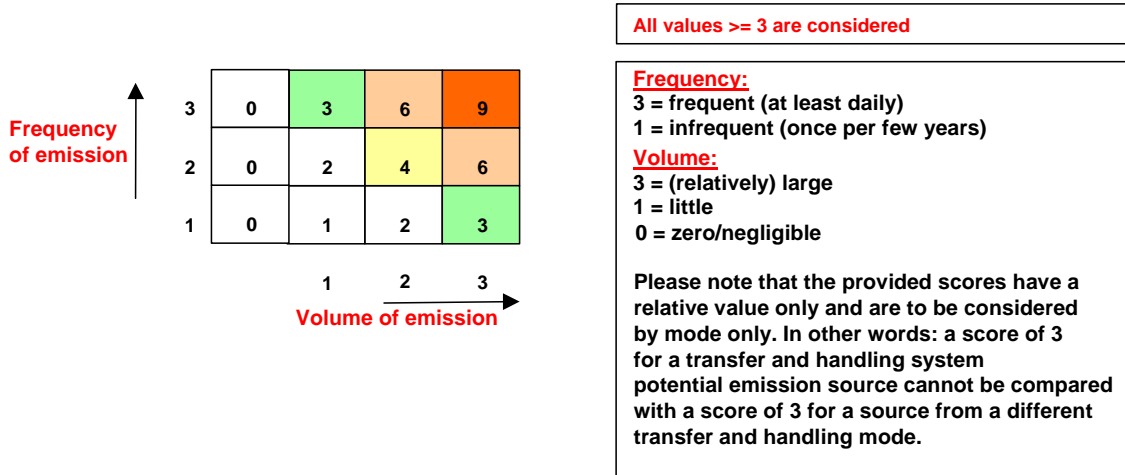 All values >= 3 are considered
3 0 3 6 9
Frequency
of emission
2 0 2 4 6
1 0 1 2 3
1 2 3
Volume of emission
Frequency:
3 = frequent (at least daily)
1 = infrequent (once per few years)
Volume:
3 = (relatively) large
1 = little
0 = zero/negligible
Please note that the provided scores have a
relative value only and are to be considered
by mode only. In other words: a score of 3
for a transfer and handling system
potential emission source cannot be compared
with a score of 3 for a source from a different
transfer and handling mode.